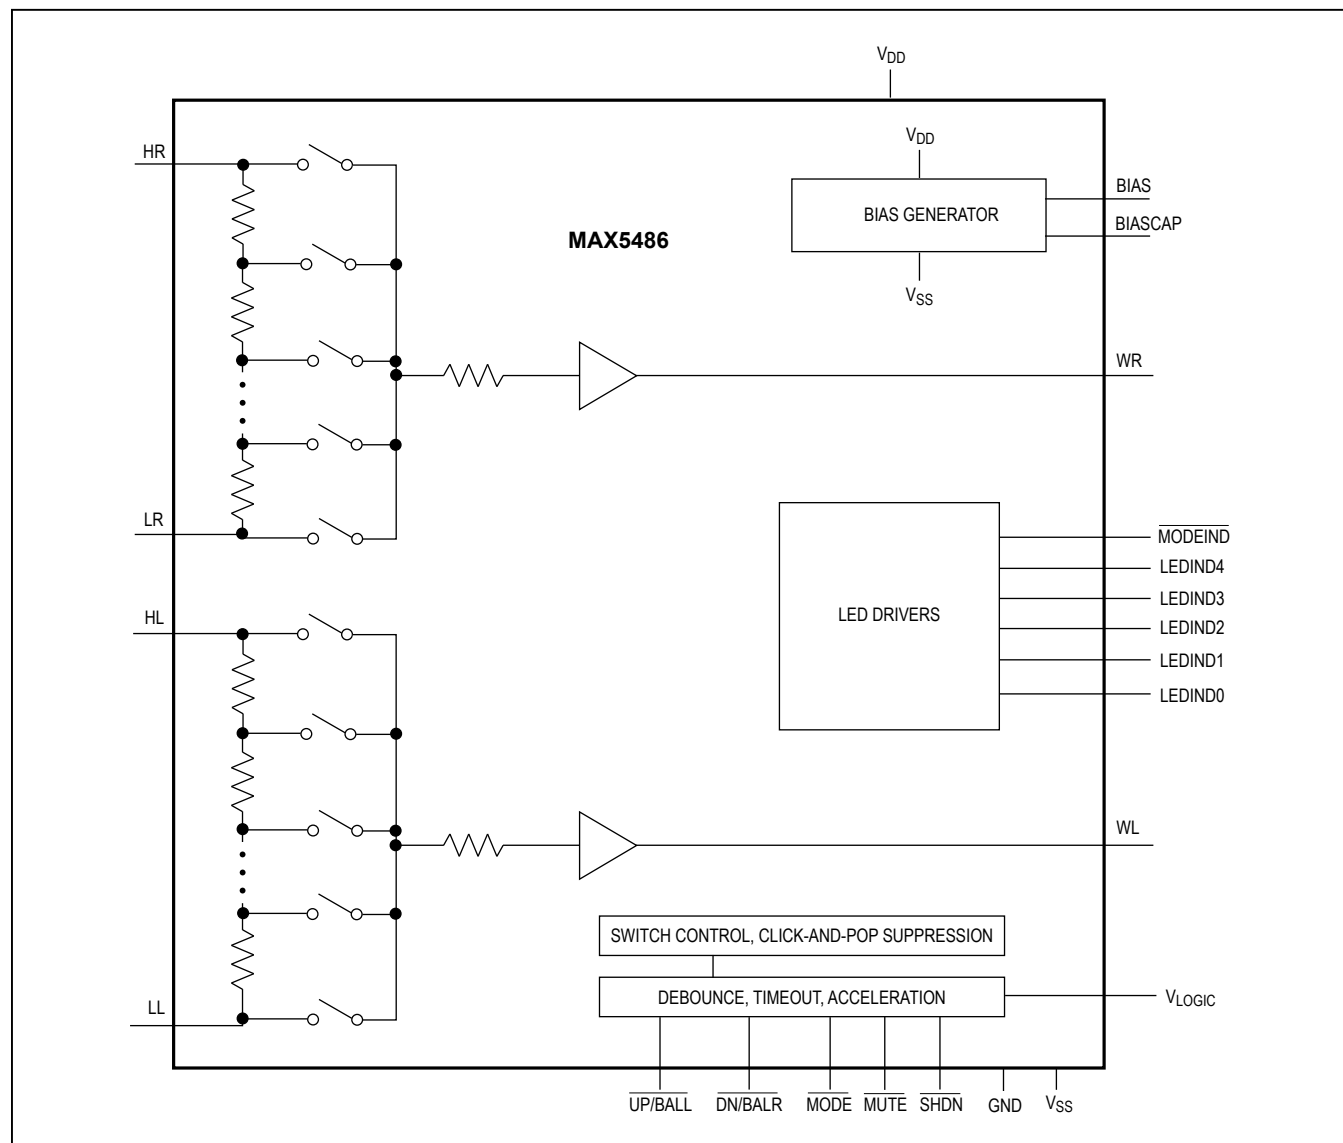 VDD
HR
VDD
BIAS GENERATOR
BIAS
BIASCAP
MAX5486
VSS
WR
LR
MODEIND
LEDIND4
LEDIND3
LED DRIVERS
LEDIND2
LEDIND1
LEDIND0
HL
WL
SWITCH CONTROL, CLICK-AND-POP SUPPRESSION
DEBOUNCE, TIMEOUT, ACCELERATION
VLOGIC
LL
UP/BALL
DN/BALR
MODE
MUTE
SHDN
GND
VSS